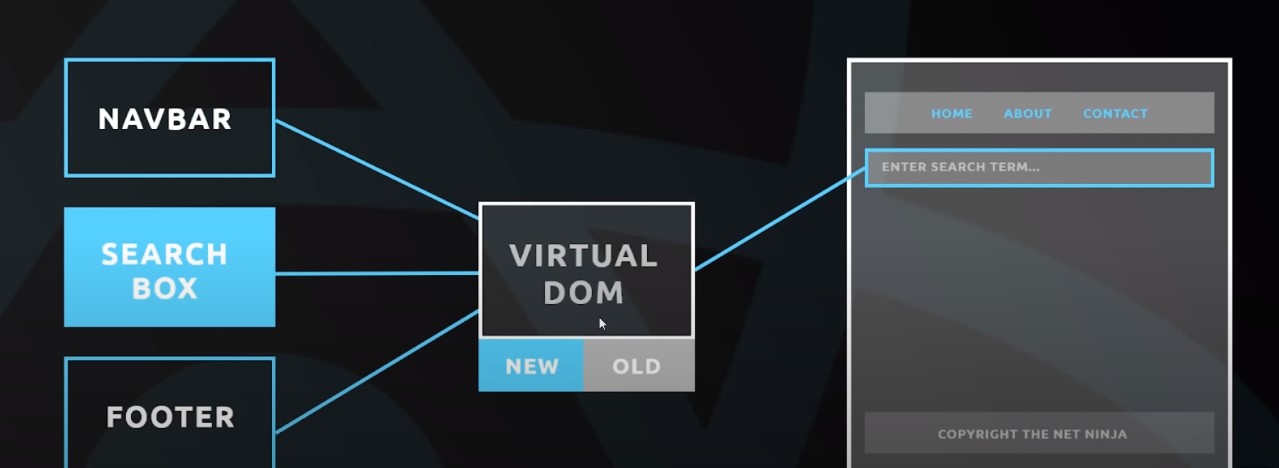 NAVBAR
SEARCH
BOX
FOOTER
VIRTUAL
DOM
NEW OLD
HOME ABOUT CONTACT
ENTER SEARCH TERM...
COPYRIGHT THE NET NINJA